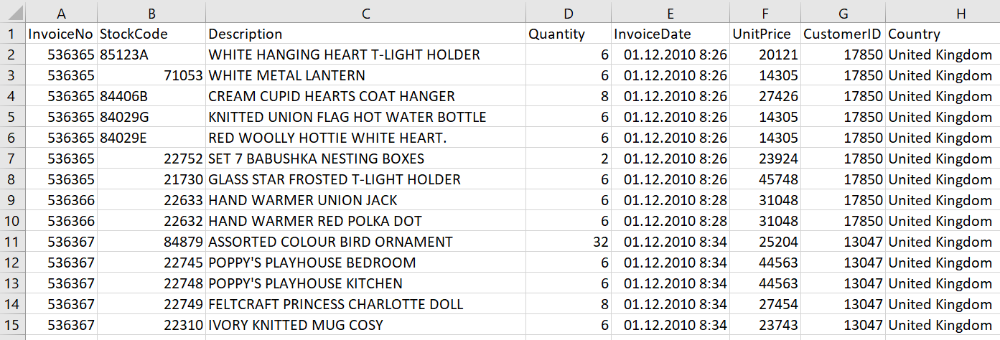 A B C D E F G H
1 InvoiceNo StockCode Description Quantity InvoiceDate UnitPrice CustomerID Country
2 536365 85123A WHITE HANGING HEART T-LIGHT HOLDER 6 01.12.2010 8:26 20121 17850 United Kingdom
3 536365 71053 WHITE METAL LANTERN 6 01.12.2010 8:26 14305 17850 United Kingdom
4 536365 84406B CREAM CUPID HEARTS COAT HANGER 8 01.12.2010 8:26 27426 17850 United Kingdom
5 536365 84029G KNITTED UNION FLAG HOT WATER BOTTLE 6 01.12.2010 8:26 14305 17850 United Kingdom
6 536365 84029E RED WOOLLY HOTTIE WHITE HEART. 6 01.12.2010 8:26 14305 17850 United Kingdom
7 536365 22752 SET 7 BABUSHKA NESTING BOXES 2 01.12.2010 8:26 23924 17850 United Kingdom
8 536365 21730 GLASS STAR FROSTED T-LIGHT HOLDER 6 01.12.2010 8:26 45748 17850 United Kingdom
9 536366 22633 HAND WARMER UNION JACK 6 01.12.2010 8:28 31048 17850 United Kingdom
10 536366 22632 HAND WARMER RED POLKA DOT 6 01.12.2010 8:28 31048 17850 United Kingdom
11 536367 84879 ASSORTED COLOUR BIRD ORNAMENT 32 01.12.2010 8:34 25204 13047 United Kingdom
12 536367 22745 POPPY'S PLAYHOUSE BEDROOM 6 01.12.2010 8:34 44563 13047 United Kingdom
13 536367 22748 POPPY'S PLAYHOUSE KITCHEN 6 01.12.2010 8:34 44563 13047 United Kingdom
14 536367 22749 FELTCRAFT PRINCESS CHARLOTTE DOLL 8 01.12.2010 8:34 27454 13047 United Kingdom
15 536367 22310 IVORY KNITTED MUG COSY 6 01.12.2010 8:34 23743 13047 United Kingdom